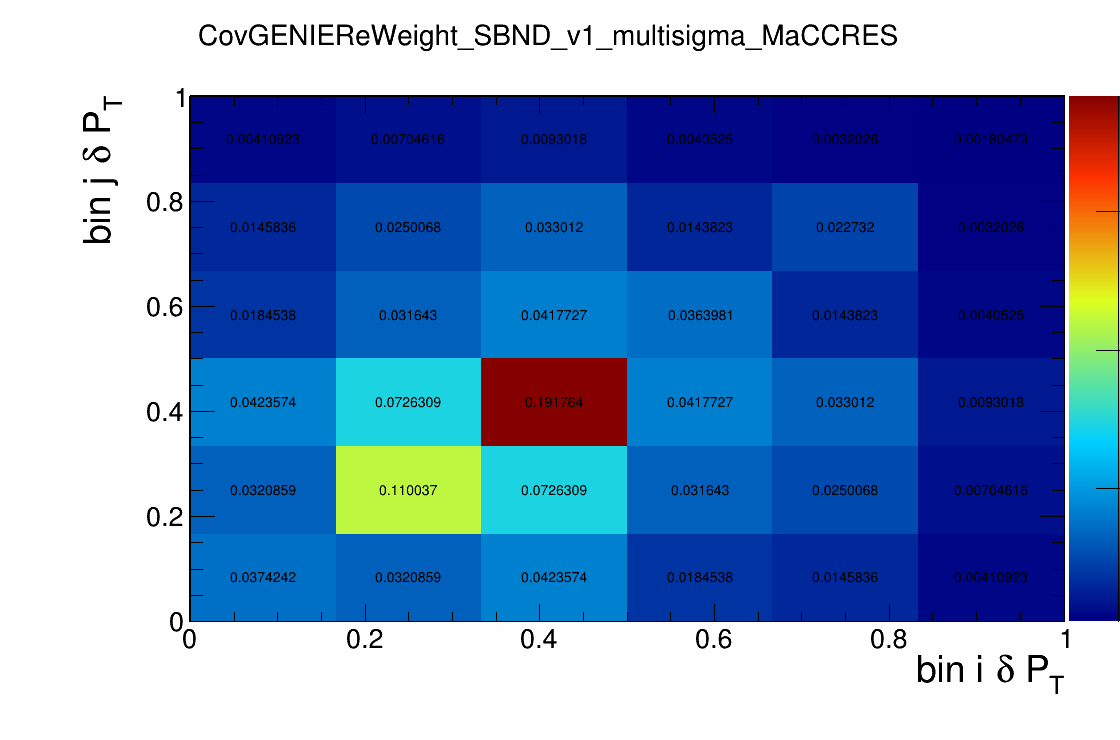 CovGENIEReWeight_SBND_v1_multisigma_MaCCRES
bin j δ P_T
1
0.00410923 0.00704616 0.0093018 0.0040525 0.0032028 0.00180479
0.8
0.0145836 0.0250068 0.033012 0.0143823 0.022732 0.0032028
0.6
0.0184538 0.031643 0.0417727 0.0363981 0.0143823 0.0040525
0.4
0.0423574 0.0726309 0.191764 0.0417727 0.033012 0.0093018
0.2
0.0320859 0.110037 0.0726309 0.031643 0.0250068 0.00704616
0.0374242 0.0320859 0.0423574 0.0184538 0.0145836 0.00410923
0
0 0.2 0.4 0.6 0.8 1
bin i δ P_T